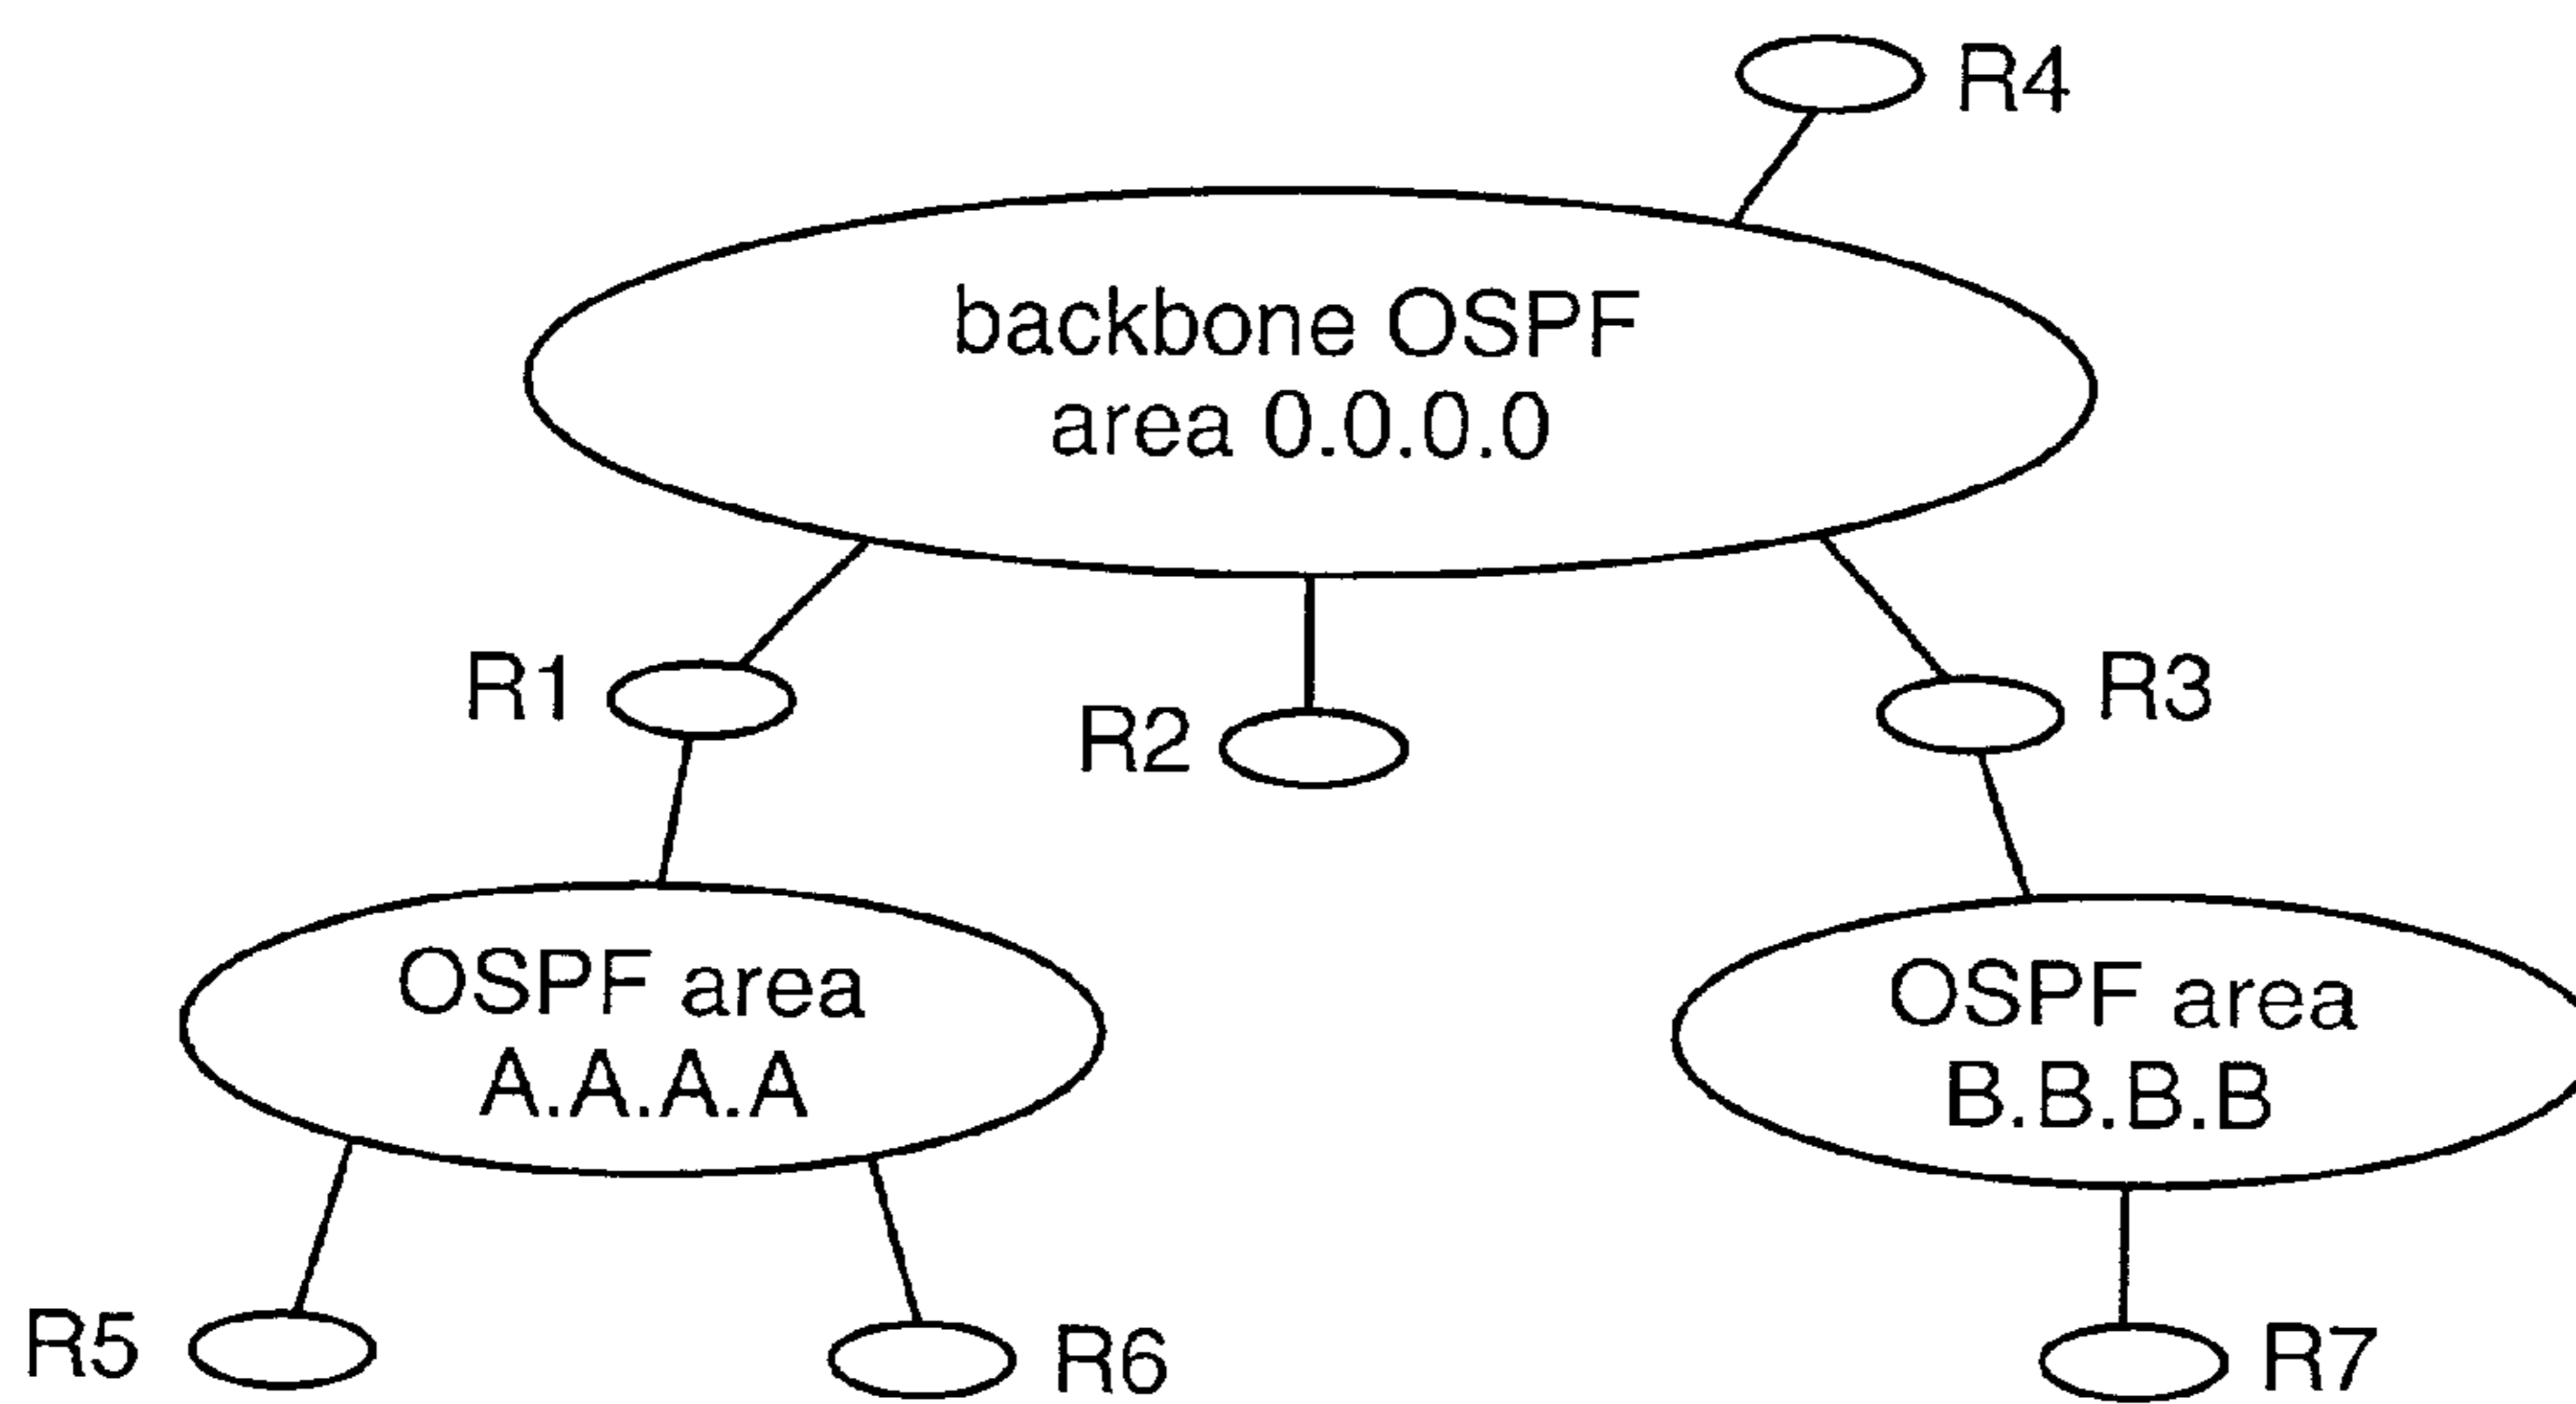 R4
backbone OSPF
area 0.0.0.0
R1
R2
R3
OSPF area
A.A.A.A
OSPF area
B.B.B.B
R5
R6
R7